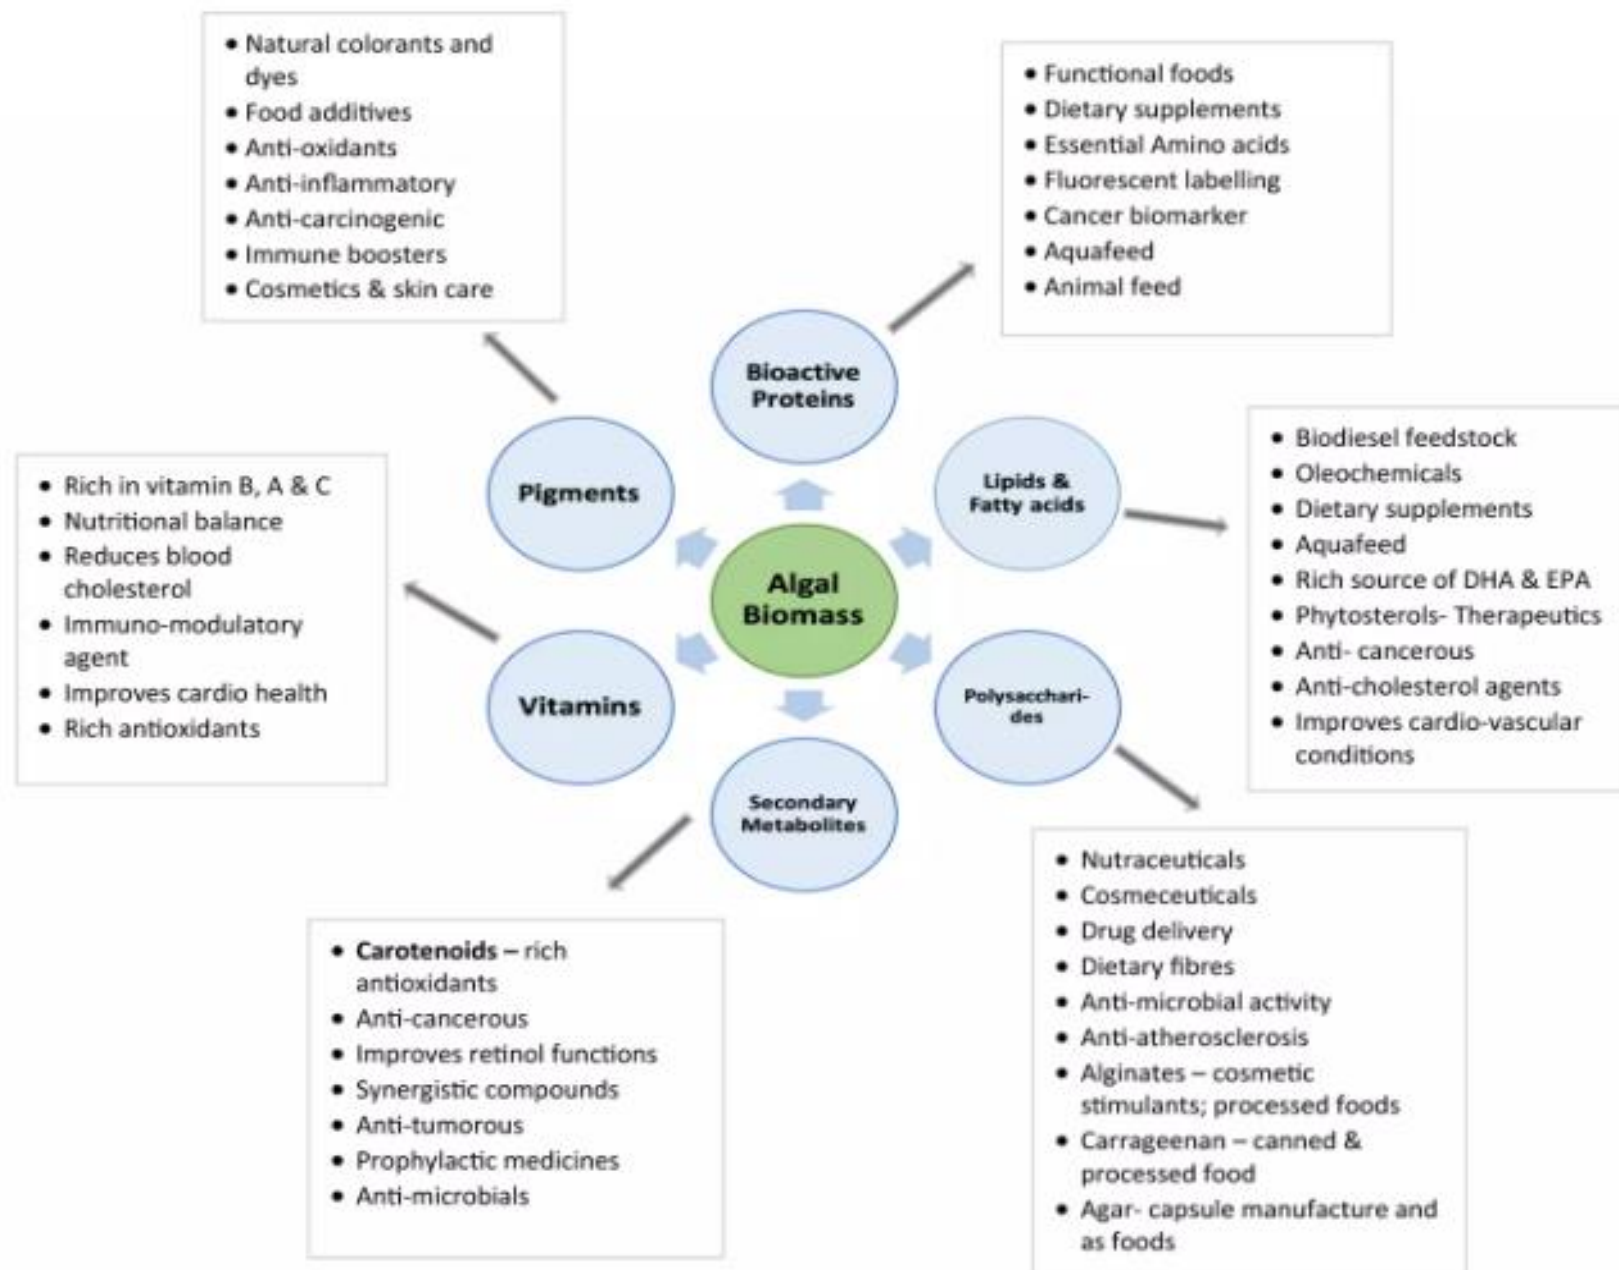 • Natural colorants and
dyes
• Food additives
• Anti-oxidants
• Anti-inflammatory
• Anti-carcinogenic
• Immune boosters
• Cosmetics & skin care
• Functional foods
• Dietary supplements
• Essential Amino acids
• Fluorescent labelling
• Cancer biomarker
• Aquafeed
• Animal feed
Bioactive
Proteins
Pigments
Lipids &
Fatty acids
• Rich in vitamin B, A & C
• Nutritional balance
• Reduces blood
cholesterol
• Immuno-modulatory
agent
• Improves cardio health
• Rich antioxidants
• Biodiesel feedstock
• Oleochemicals
• Dietary supplements
• Aquafeed
• Rich source of DHA & EPA
• Phytosterols- Therapeutics
• Anti- cancerous
• Anti-cholesterol agents
• Improves cardio-vascular
conditions
Algal
Biomass
Vitamins
Polysacchari-
des
Secondary
Metabolites
• Carotenoids – rich
antioxidants
• Anti-cancerous
• Improves retinol functions
• Synergistic compounds
• Anti-tumorous
• Prophylactic medicines
• Anti-microbials
• Nutraceuticals
• Cosmeceuticals
• Drug delivery
• Dietary fibres
• Anti-microbial activity
• Anti-atherosclerosis
• Alginates – cosmetic
stimulants; processed foods
• Carrageenan – canned &
processed food
• Agar- capsule manufacture and
as foods